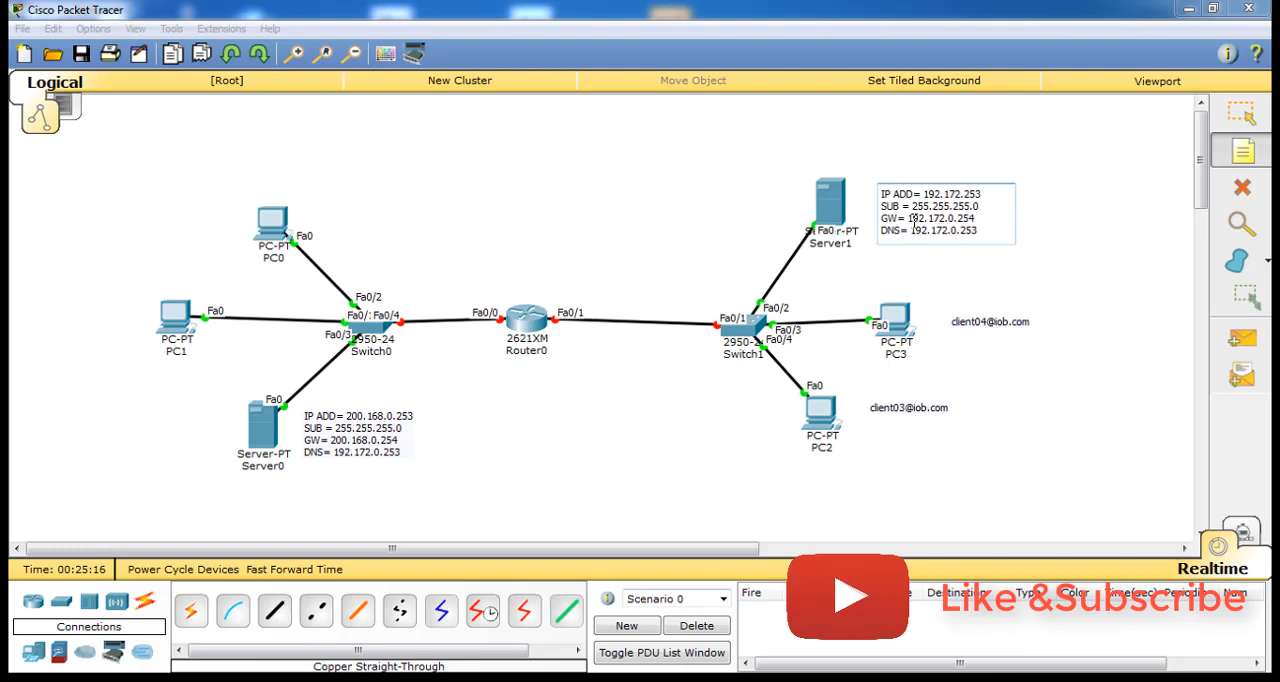 Cisco Packet Tracer
File Edit Options View Tools Extensions Help
Logical
[Root]
New Cluster
Move Object
Set Tiled Background
Viewport
IP ADD= 192.172.253
SUB = 255.255.255.0
GW= 192.172.0.254
DNS= 192.172.0.253
Fa0
Server1
Fa0
PC-PT
PC0
Fa0/2
Fa0
PC-PT
PC1
Fa0/4
Fa0/3
2950-24
Switch0
Fa0/0
Fa0/1
2621XM
Router0
Fa0/1
Fa0/2
Fa0/3
Fa0/4
Switch1
Fa0
PC-PT
PC3
client04@iob.com
Fa0
PC-PT
PC2
client03@iob.com
Fa0
Server-PT
Server0
IP ADD= 200.168.0.253
SUB = 255.255.255.0
GW= 200.168.0.254
DNS= 192.172.0.253
Time: 00:25:16
Power Cycle Devices Fast Forward Time
Realtime
Connections
Copper Straight-Through
Scenario 0
New
Delete
Toggle PDU List Window
Fire
Destination
Type
Color
Time(sec)
Periodic
Num
Like &Subscribe